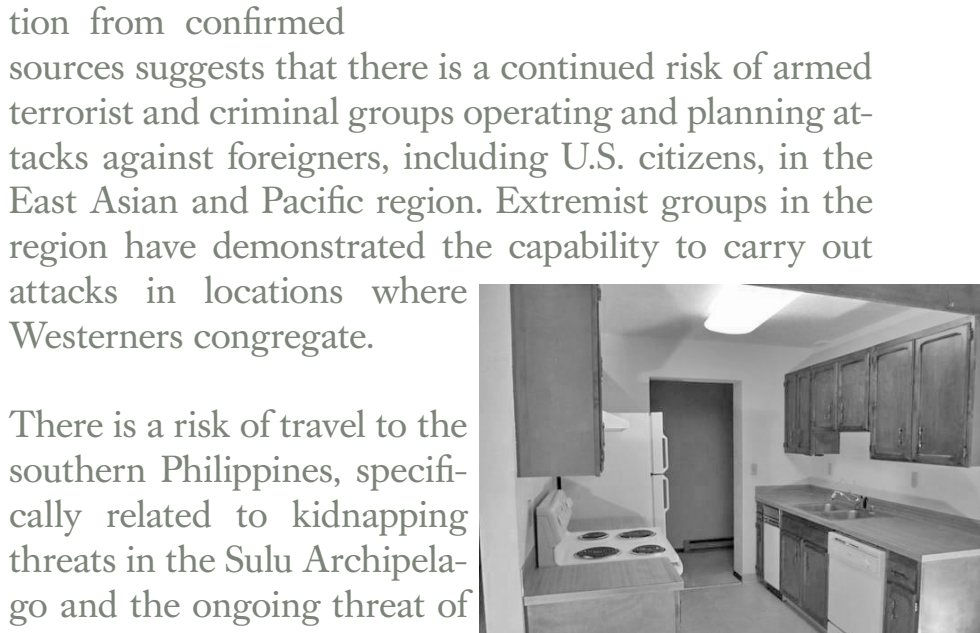 tion from confirmed
sources suggests that there is a continued risk of armed
terrorist and criminal groups operating and planning at-
tacks against foreigners, including U.S. citizens, in the
East Asian and Pacific region. Extremist groups in the
region have demonstrated the capability to carry out
attacks in locations where
Westerners congregate.
There is a risk of travel to the
southern Philippines, specifi-
cally related to kidnapping
threats in the Sulu Archipela-
go and the ongoing threat of